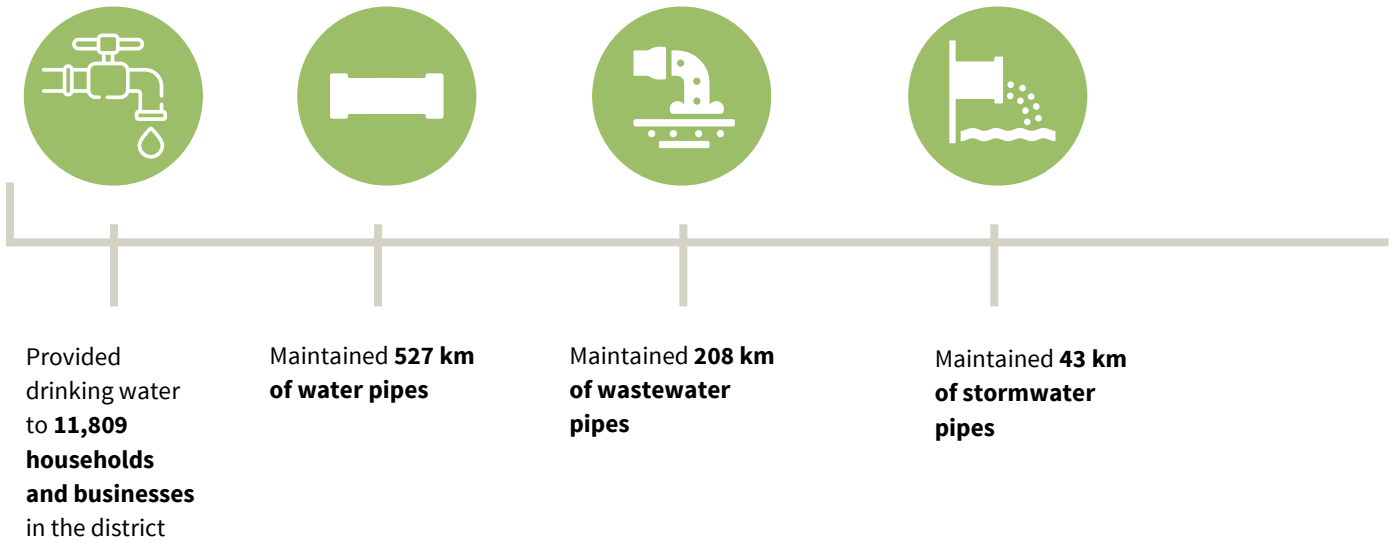 Provided
drinking water
to 11,809
households
and businesses
in the district
Maintained 527 km
of water pipes
Maintained 208 km
of wastewater
pipes
Maintained 43 km
of stormwater
pipes